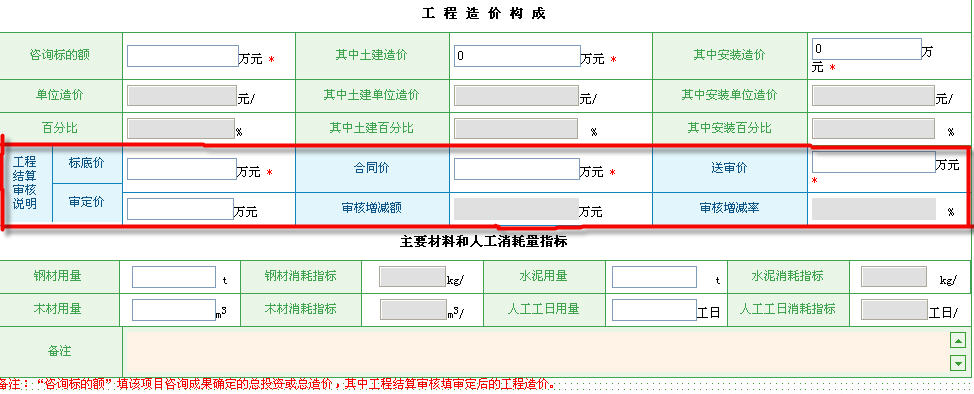 工 程 造 价 构 成
咨询标的额 万元 * 其中土建造价 0 万元 * 其中安装造价 0 万
元 *
单位造价 元/ 其中土建单位造价 元/ 其中安装单位造价 元/
百分比 % 其中土建百分比 % 其中安装百分比 %
工程
结算
审核
说明
标底价 万元 * 合同价 万元 * 送审价 万元
*
审定价 万元 审核增减额 万元 审核增减率 %
主要材料和人工消耗量指标
钢材用量 t 钢材消耗指标 kg/ 水泥用量 t 水泥消耗指标 kg/
木材用量 m³ 木材消耗指标 m³/ 人工工日用量 工日 人工工日消耗指标 工日/
备注
备注：“咨询标的额”填该项目咨询成果确定的总投资或总造价，其中工程结算审核填审定后的工程造价。